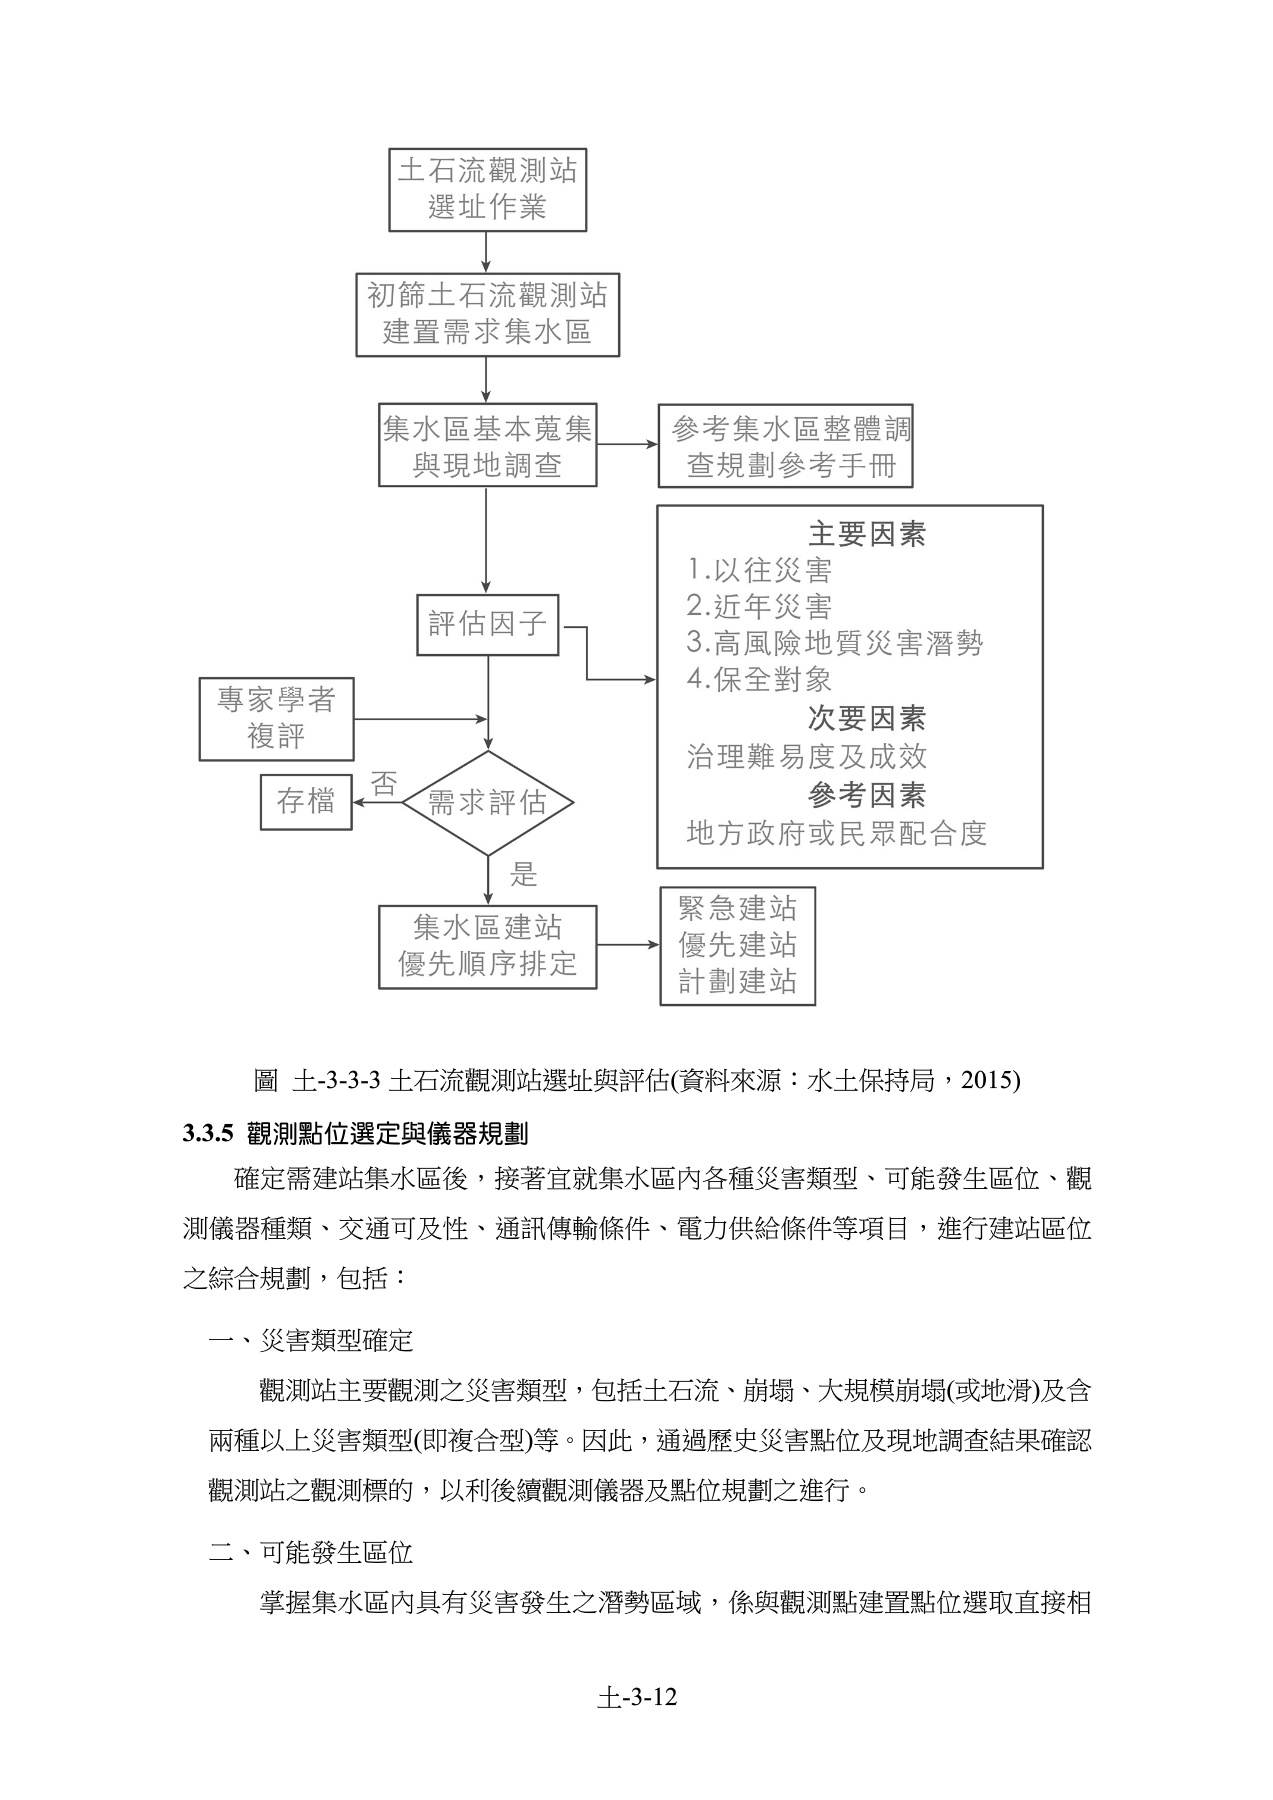 土石流觀測站
選址作業
初篩土石流觀測站
建置需求集水區
集水區基本蒐集
與現地調查
參考集水區整體調
查規劃參考手冊
評估因子
主要因素
1.以往災害
2.近年災害
3.高風險地質災害潛勢
4.保全對象
次要因素
治理難易度及成效
參考因素
地方政府或民眾配合度
專家學者
複評
需求評估
否
存檔
是
集水區建站
優先順序排定
緊急建站
優先建站
計劃建站
圖 土-3-3-3 土石流觀測站選址與評估(資料來源：水土保持局，2015)
3.3.5 觀測點位選定與儀器規劃
確定需建站集水區後，接著宜就集水區內各種災害類型、可能發生區位、觀
測儀器種類、交通可及性、通訊傳輸條件、電力供給條件等項目，進行建站區位
之綜合規劃，包括：
一、災害類型確定
觀測站主要觀測之災害類型，包括土石流、崩塌、大規模崩塌(或地滑)及含
兩種以上災害類型(即複合型)等。因此，通過歷史災害點位及現地調查結果確認
觀測站之觀測標的，以利後續觀測儀器及點位規劃之進行。
二、可能發生區位
掌握集水區內具有災害發生之潛勢區域，係與觀測點建置點位選取直接相
土-3-12